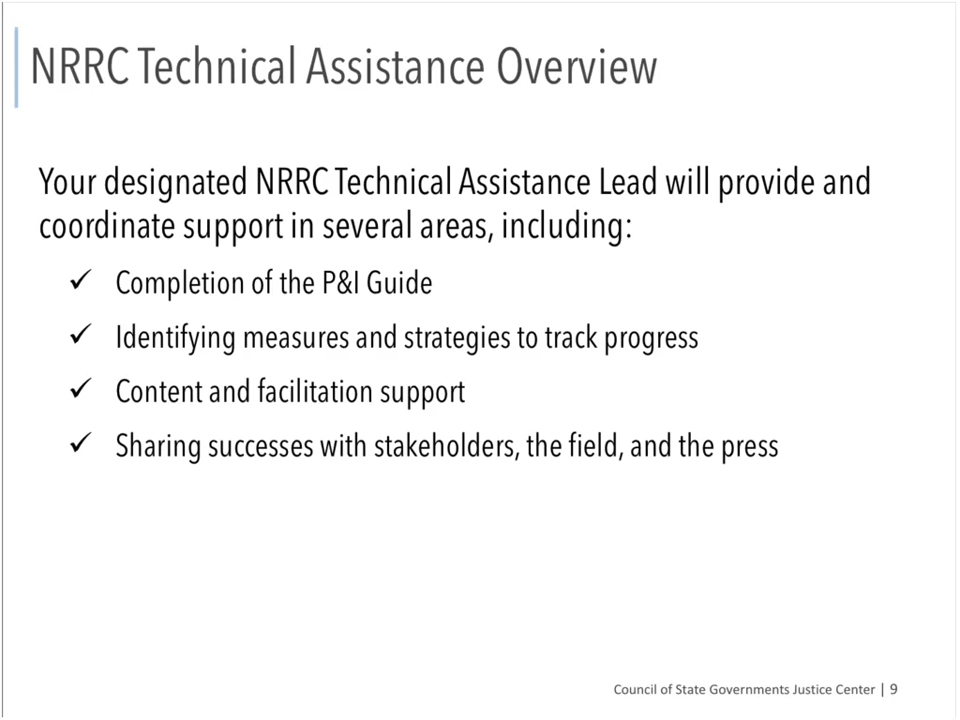 NRRC Technical Assistance Overview
Your designated NRRC Technical Assistance Lead will provide and
coordinate support in several areas, including:
✓ Completion of the P&I Guide
✓ Identifying measures and strategies to track progress
✓ Content and facilitation support
✓ Sharing successes with stakeholders, the field, and the press
Council of State Governments Justice Center | 9